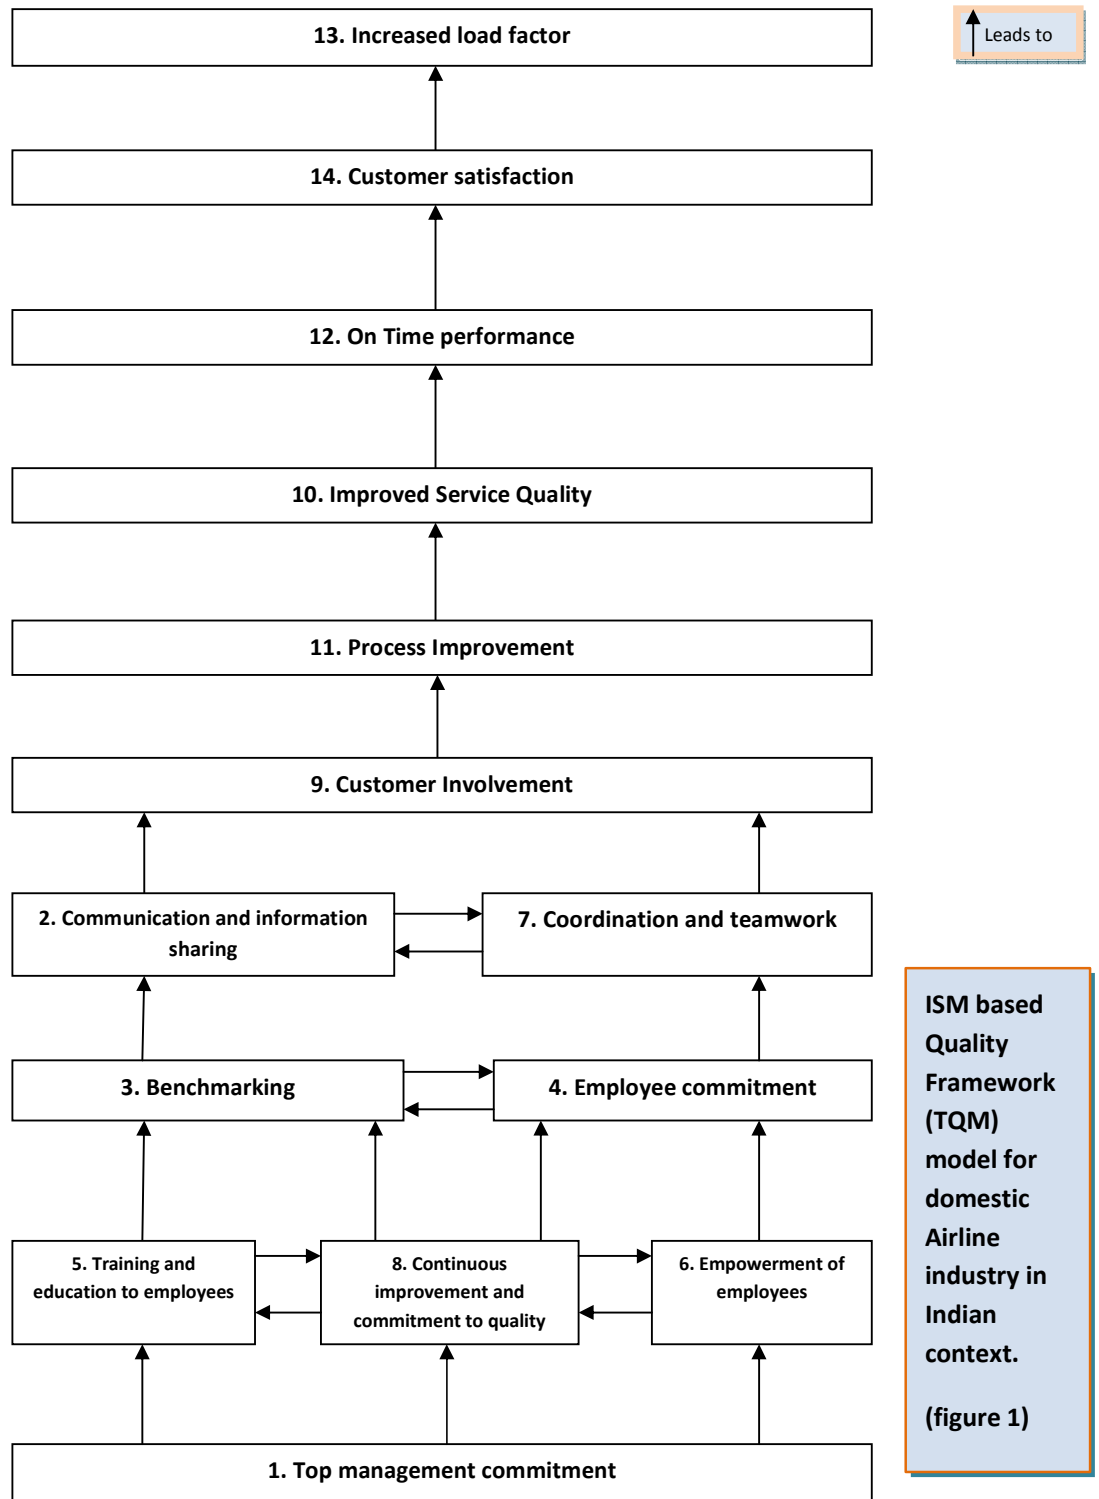 13. Increased load factor
Leads to
14. Customer satisfaction
12. On Time performance
10. Improved Service Quality
11. Process Improvement
9. Customer Involvement
2. Communication and information
sharing
7. Coordination and teamwork
3. Benchmarking
4. Employee commitment
5. Training and
education to employees
8. Continuous
improvement and
commitment to quality
6. Empowerment of
employees
1. Top management commitment
ISM based
Quality
Framework
(TQM)
model for
domestic
Airline
industry in
Indian
context.
(figure 1)